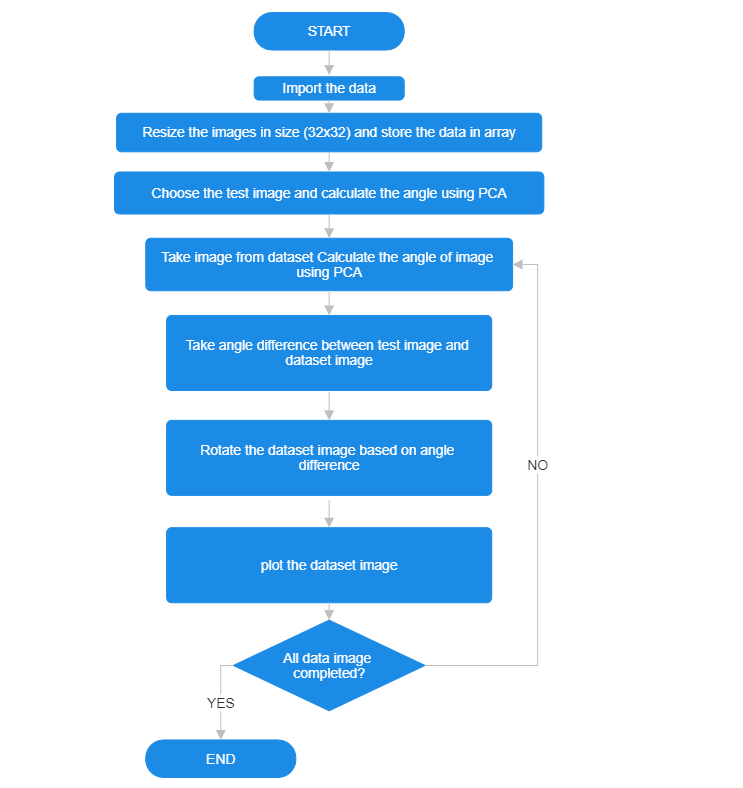 START
Import the data
Resize the images in size (32x32) and store the data in array
Choose the test image and calculate the angle using PCA
Take image from dataset Calculate the angle of image
using PCA
Take angle difference between test image and
dataset image
Rotate the dataset image based on angle
difference
NO
plot the dataset image
All data image
completed?
YES
END